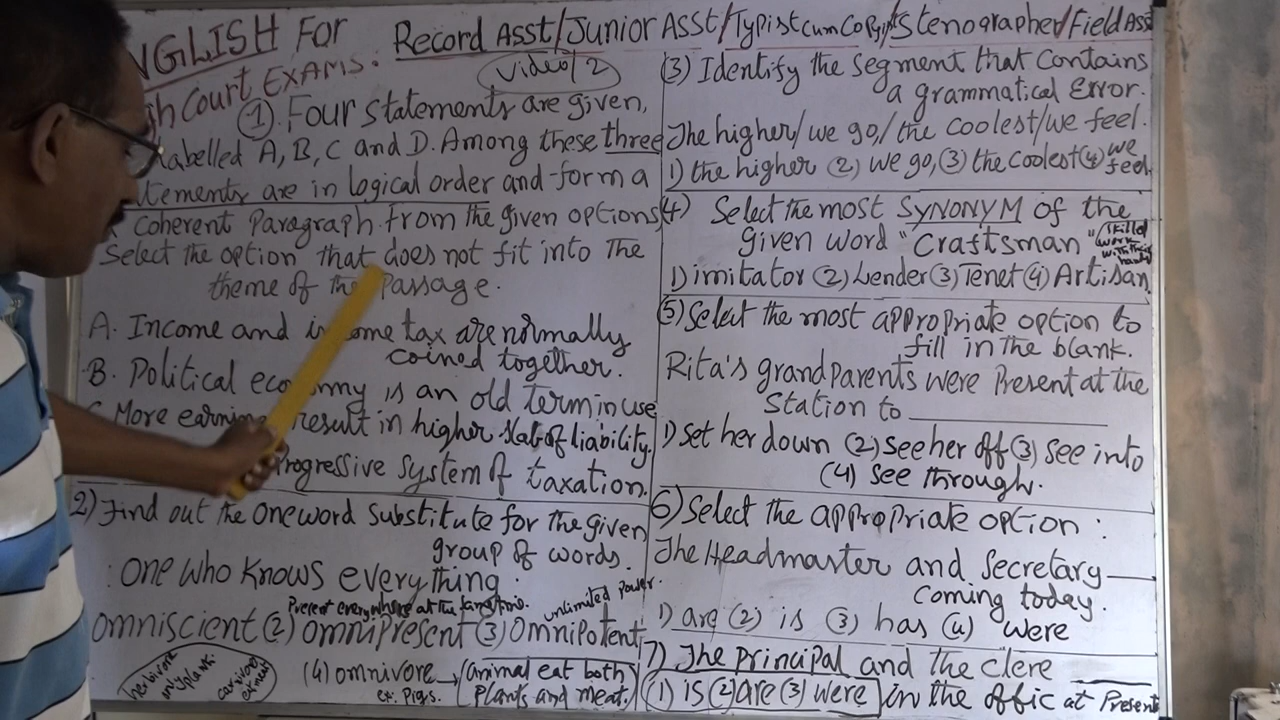 NGLISH FOR Record Asst/Junior Asst/Typist cum Copyist/Stenographer/Field Asst
gh COURT EXAMS.
Video/2
(1) Four statements are given,
labelled A, B, C and D. Among these three
tements are in logical order and form a
Coherent Paragraph. From the given options
Select the option that does not fit into the
theme of the Passage.
A. Income and income tax are normally
coined together.
B. Political economy is an old term in use
C. More earning result in higher slab of liability.
Progressive System of taxation.
2) Find out the one word Substitute for the given
group of words.
: One who knows everything.
Present everywhere at the same time. unlimited power.
Omniscient (2) Omnipresent (3) Omnipotent
(4) omnivore → animal eat both
ex. Pigs. Plants and meat.
herbivore
only plants
carnivore
eat meat
(3) Identify the segment that contains
a grammatical Error.
The higher/we go,/the coolest/we feel.
1) the higher (2) we go, (3) the coolest (4) we feel
(4) Select the most SYNONYM of the
given word "Craftsman" (skilled
work
with their
hands)
1) imitator (2) Lender (3) Tenet (4) Artisan
(5) Select the most appropriate option to
fill in the blank.
Rita's grandparents were Present at the
Station to
1) Set her down (2) see her off (3) see into
(4) see through.
6) Select the appropriate option :
The Headmaster and Secretary
coming today.
1) are (2) is (3) has (4) were
7) The Principal and the clere
(1) is (2) are (3) were in the offic at Present